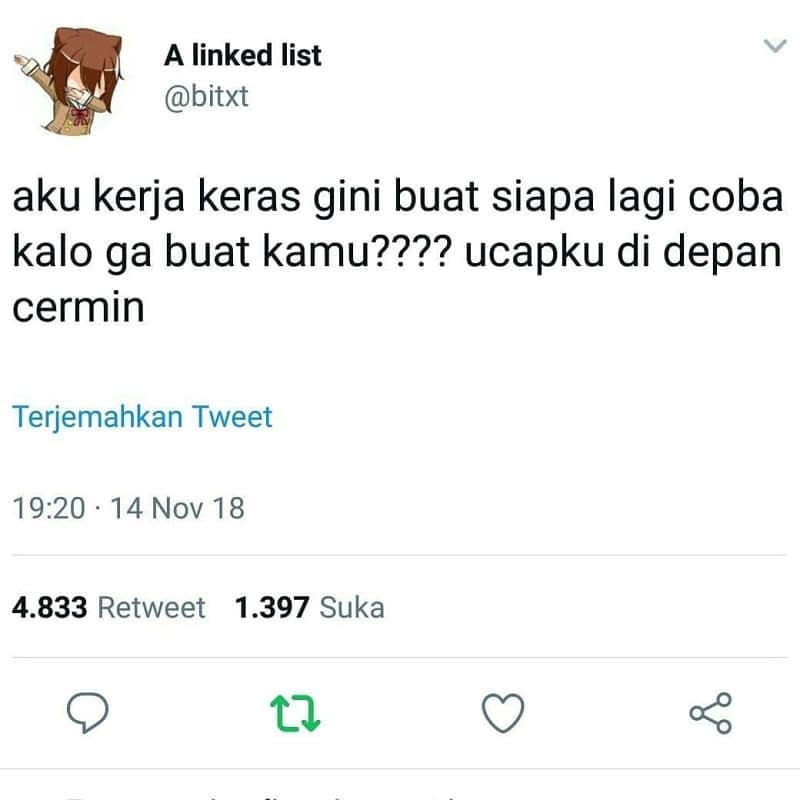 A linked list
@bitxt
aku kerja keras gini buat siapa lagi coba
kalo ga buat kamu???? ucapku di depan
cermin
Terjemahkan Tweet
19:20 · 14 Nov 18
4.833 Retweet 1.397 Suka